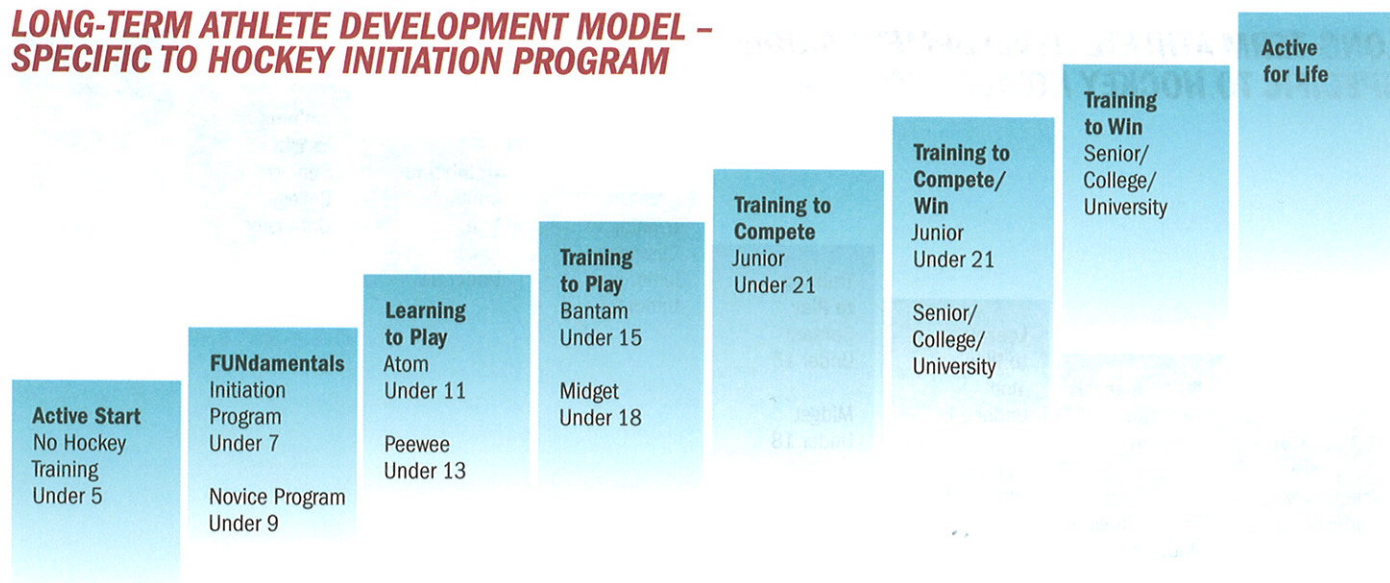 LONG-TERM ATHLETE DEVELOPMENT MODEL –
SPECIFIC TO HOCKEY INITIATION PROGRAM
Active Start
No Hockey
Training
Under 5
FUNdamentals
Initiation
Program
Under 7
Novice Program
Under 9
Learning
to Play
Atom
Under 11
Peewee
Under 13
Training
to Play
Bantam
Under 15
Midget
Under 18
Training to
Compete
Junior
Under 21
Training to
Compete/
Win
Junior
Under 21
Senior/
College/
University
Training
to Win
Senior/
College/
University
Active
for Life